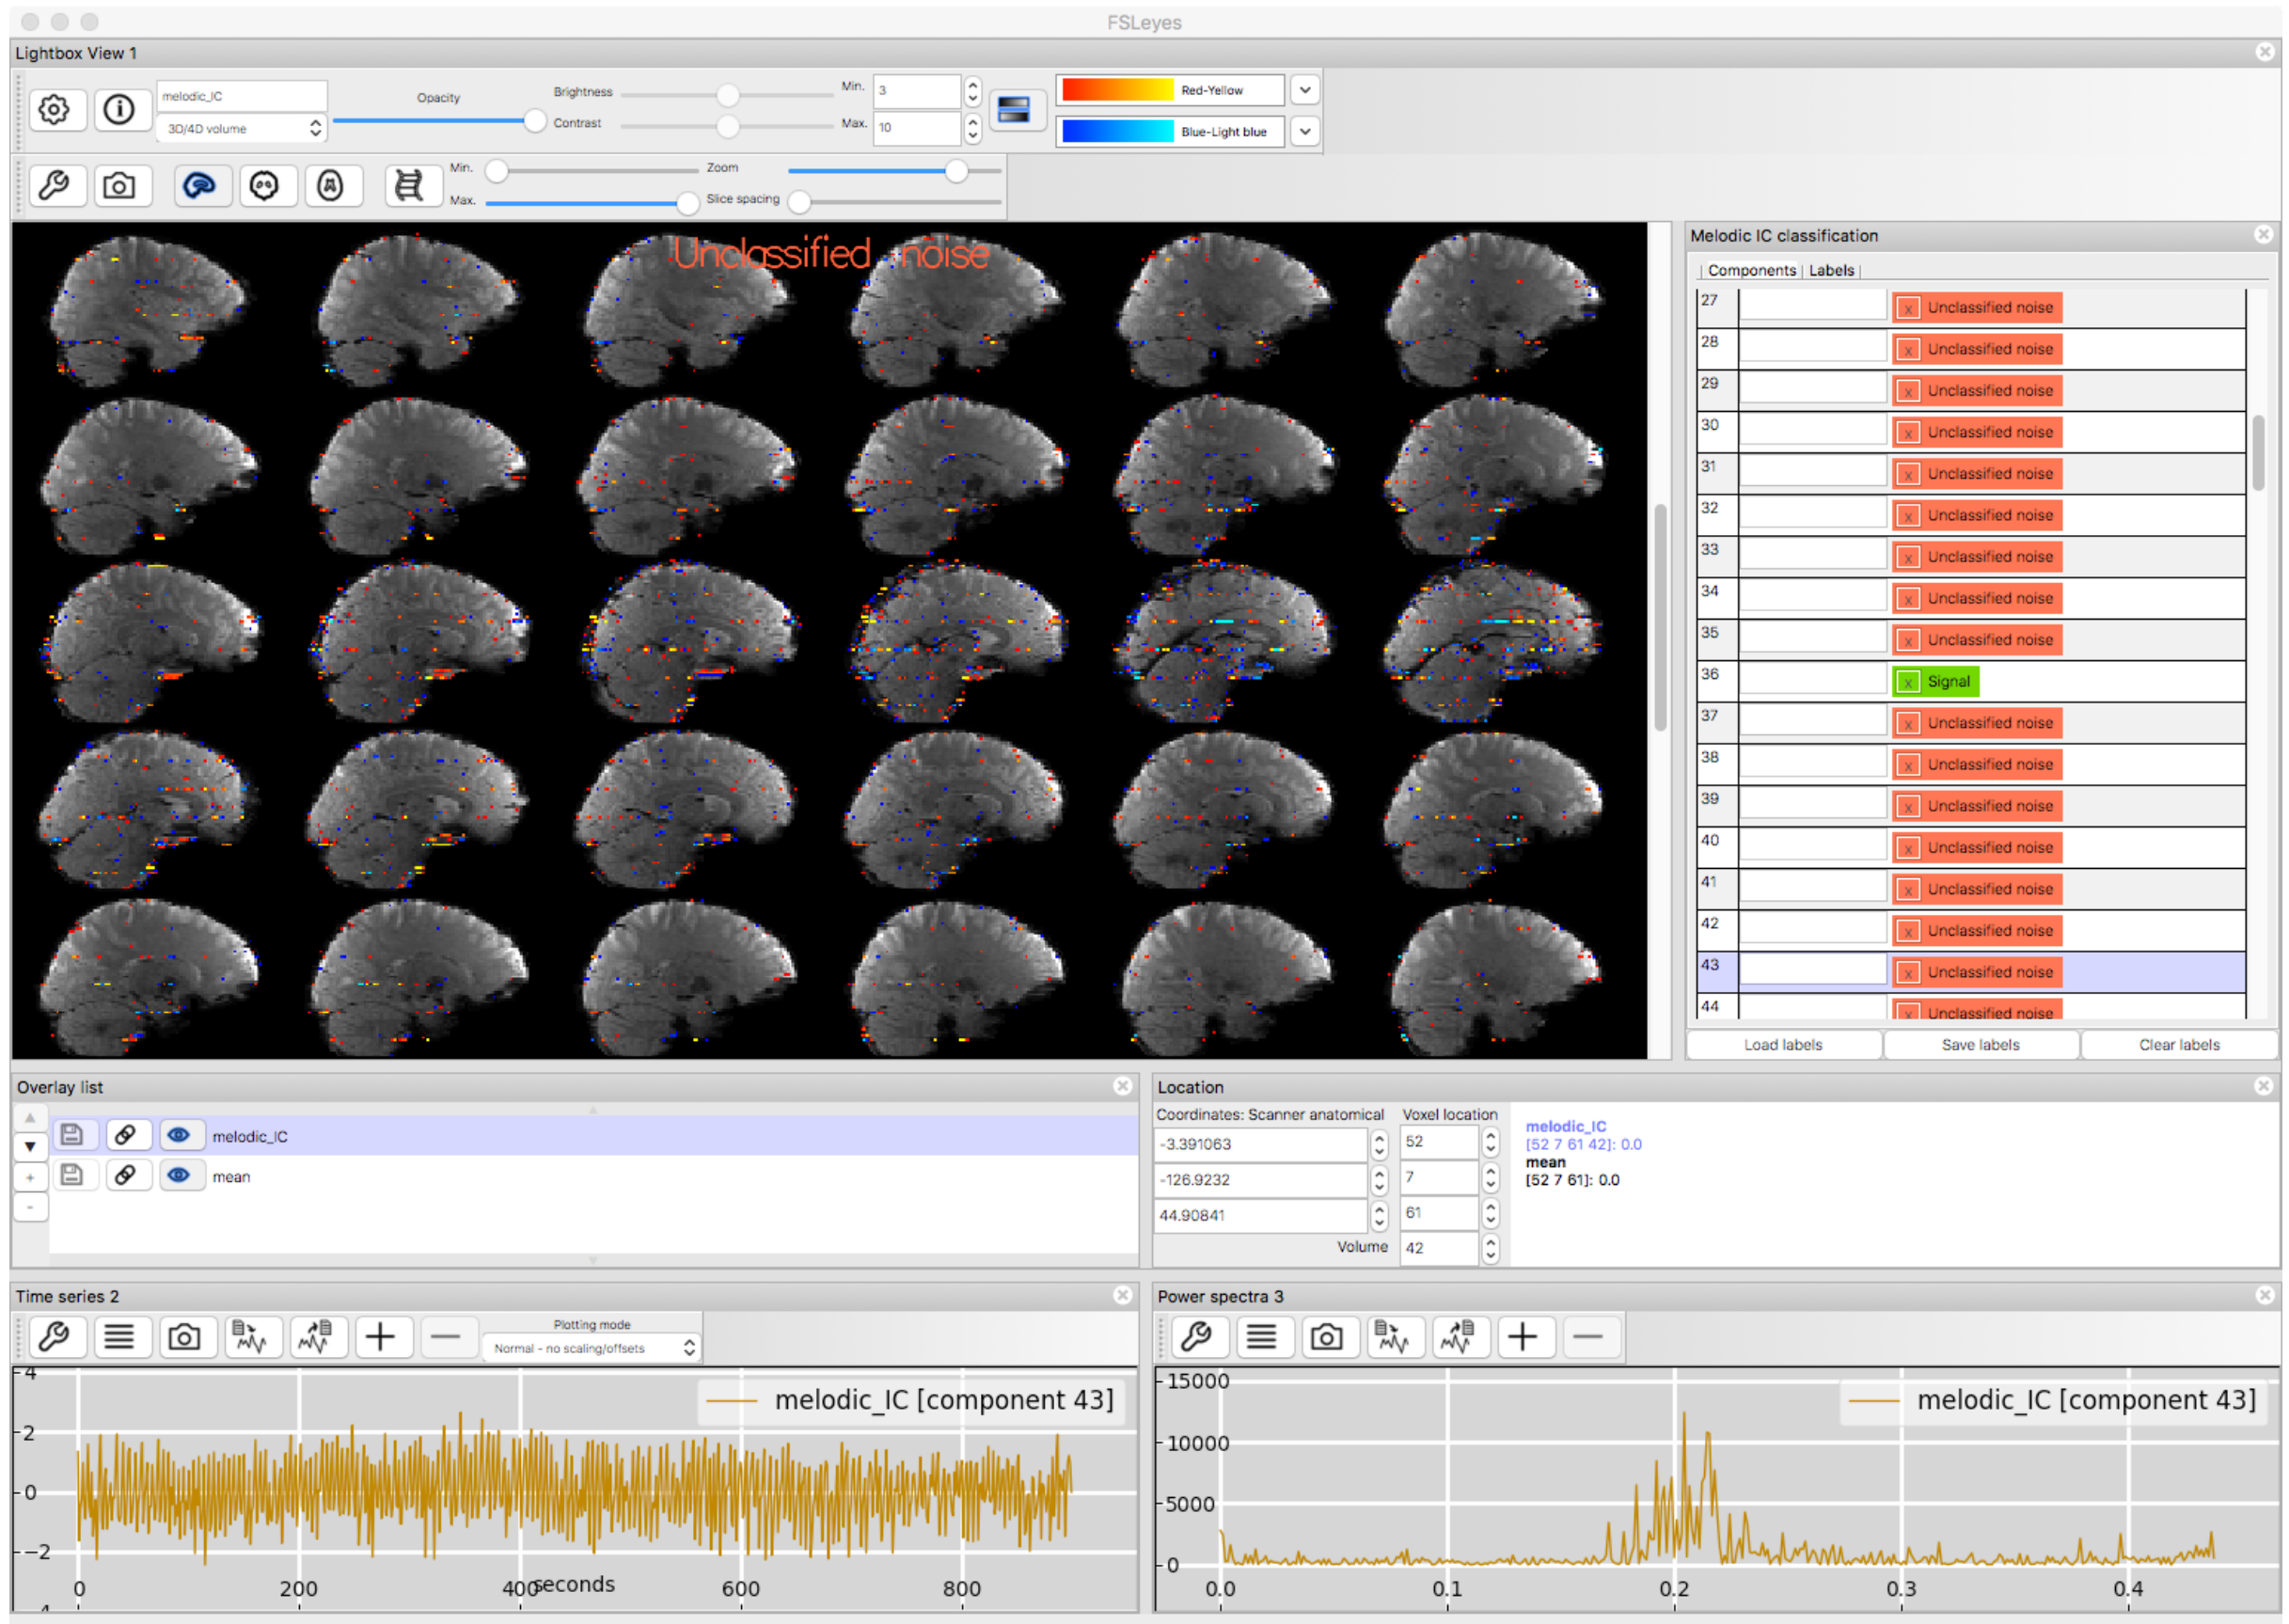 FSLeyes
Lightbox View 1
melodic_IC
3D/4D volume
Opacity
Brightness
Contrast
Min. 3
Max. 10
Red-Yellow
Blue-Light blue
Min.
Max.
Zoom
Slice spacing
Unclassified noise
Melodic IC classification
Components Labels
27 x Unclassified noise
28 x Unclassified noise
29 x Unclassified noise
30 x Unclassified noise
31 x Unclassified noise
32 x Unclassified noise
33 x Unclassified noise
34 x Unclassified noise
35 x Unclassified noise
36 x Signal
37 x Unclassified noise
38 x Unclassified noise
39 x Unclassified noise
40 x Unclassified noise
41 x Unclassified noise
42 x Unclassified noise
43 x Unclassified noise
44 x Unclassified noise
Load labels Save labels Clear labels
Overlay list
melodic_IC
mean
Location
Coordinates: Scanner anatomical Voxel location
-3.391063 52
-126.9232 7
44.90841 61
Volume 42
melodic_IC
[52 7 61 42]: 0.0
mean
[52 7 61]: 0.0
Time series 2
Plotting mode
Normal - no scaling/offsets
melodic_IC [component 43]
4
2
0
−2
0 200 400 600 800
seconds
Power spectra 3
melodic_IC [component 43]
15000
10000
5000
0
0.0 0.1 0.2 0.3 0.4